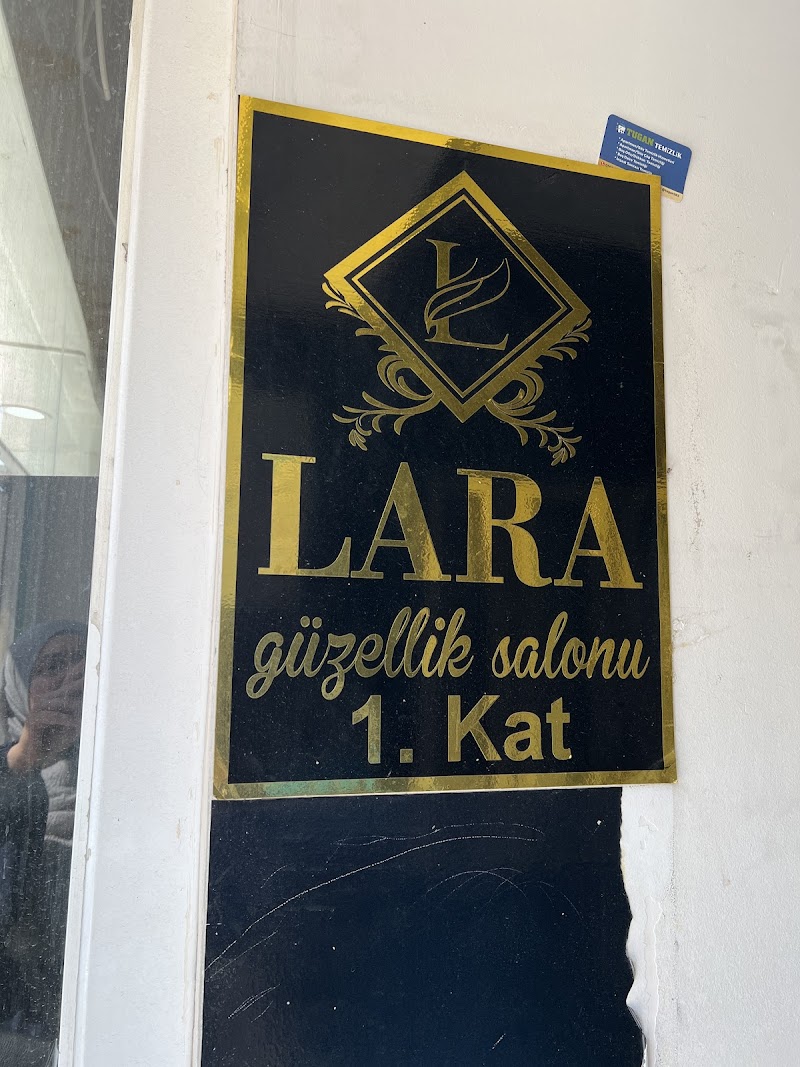 TUGAN TEMİZLİK
L
LARA
güzellik salonu
1. Kat